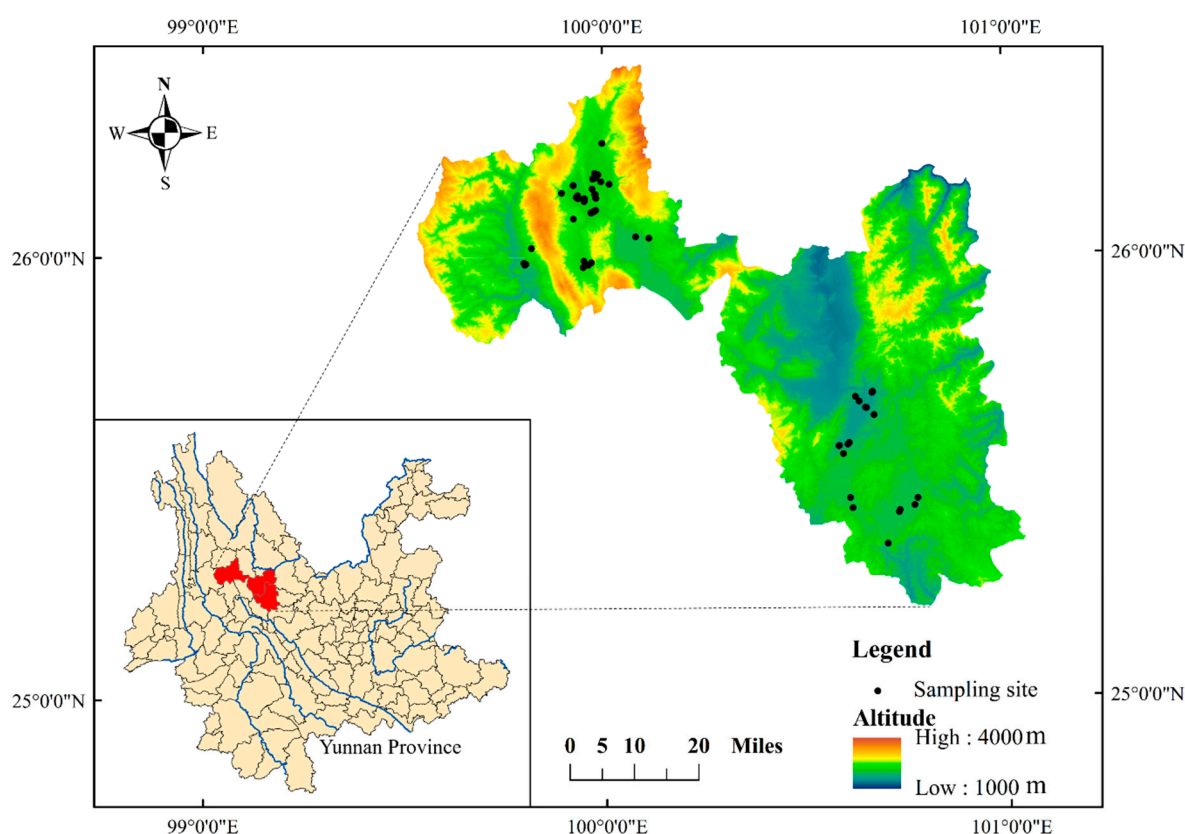 99°0'0"E 100°0'0"E 101°0'0"E
N
W E
S
26°0'0"N 26°0'0"N
Legend
Sampling site
Altitude
High : 4000 m
Low : 1000 m
25°0'0"N 25°0'0"N
Yunnan Province
0 5 10 20 Miles
99°0'0"E 100°0'0"E 101°0'0"E